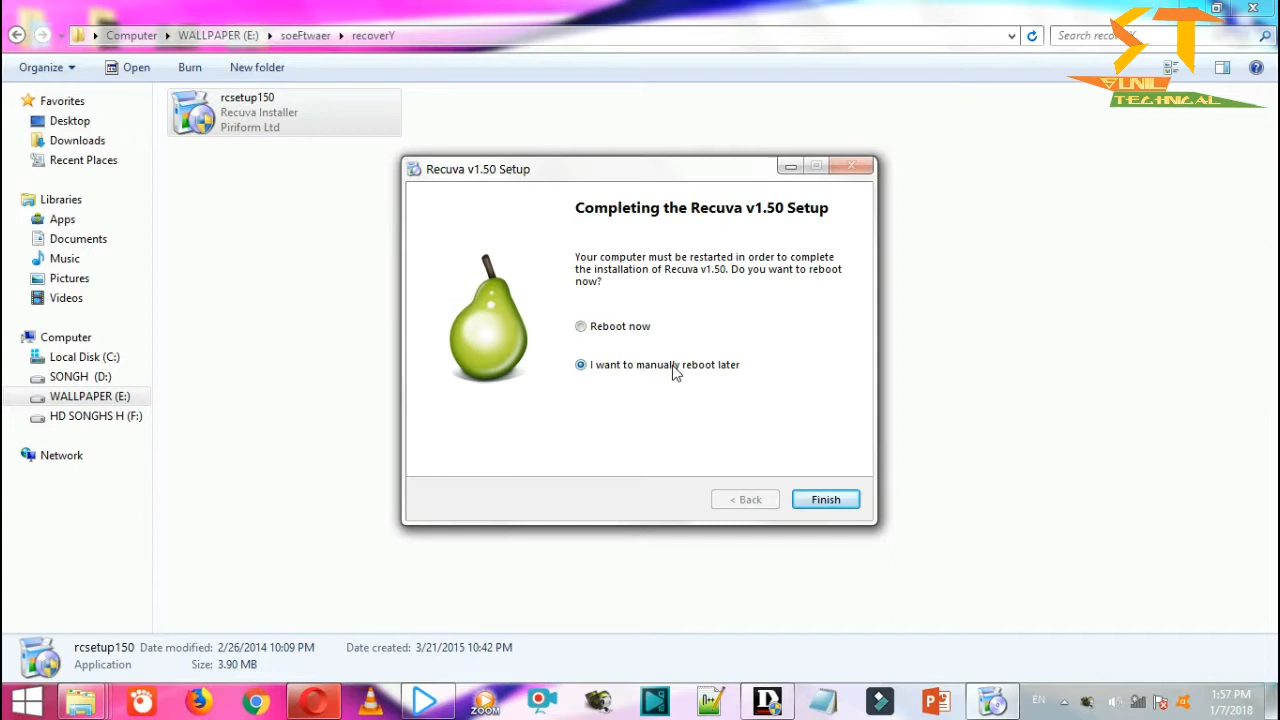 Computer WALLPAPER (E:) soeFtwaer recoverY
Search recov
Organize Open Burn New folder
Favorites
Desktop
Downloads
Recent Places
Libraries
Apps
Documents
Music
Pictures
Videos
Computer
Local Disk (C:)
SONGH (D:)
WALLPAPER (E:)
HD SONGHS H (F:)
Network
rcsetup150
Recuva Installer
Piriform Ltd
ST
SUNIL
TECHNICAL
Recuva v1.50 Setup
Completing the Recuva v1.50 Setup
Your computer must be restarted in order to complete
the installation of Recuva v1.50. Do you want to reboot
now?
Reboot now
I want to manually reboot later
< Back Finish
rcsetup150 Date modified: 2/26/2014 10:09 PM Date created: 3/21/2015 10:42 PM
Application Size: 3.90 MB
ZOOM
EN
1:57 PM
1/7/2018